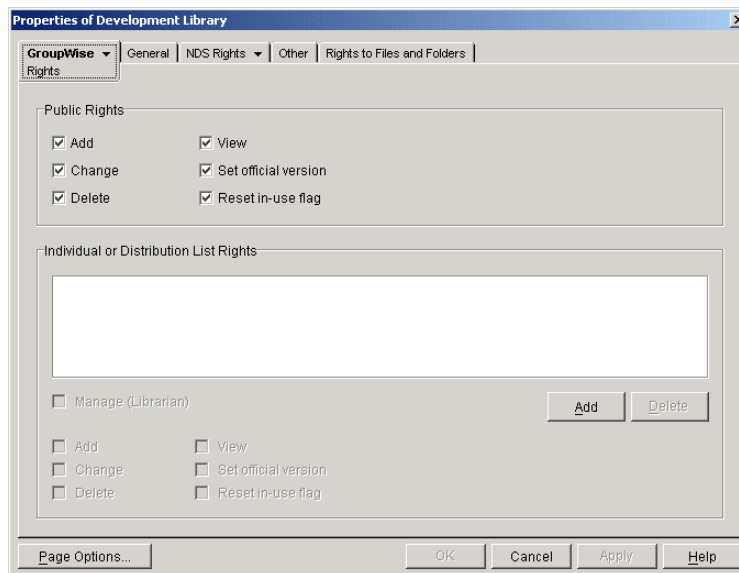 Properties of Development Library
GroupWise General NDS Rights Other Rights to Files and Folders
Rights
Public Rights
Add View
Change Set official version
Delete Reset in-use flag
Individual or Distribution List Rights
Manage (Librarian)
Add Delete
Add View
Change Set official version
Delete Reset in-use flag
Page Options... OK Cancel Apply Help